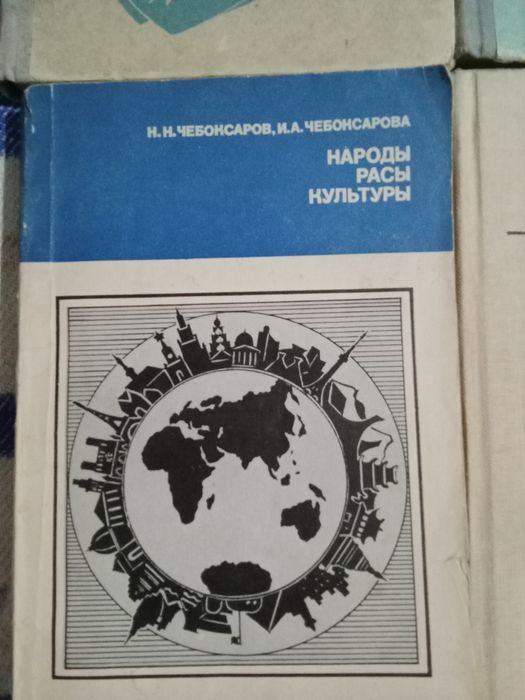 Н. Н. ЧЕБОКСАРОВ, И. А. ЧЕБОКСАРОВА
НАРОДЫ
РАСЫ
КУЛЬТУРЫ